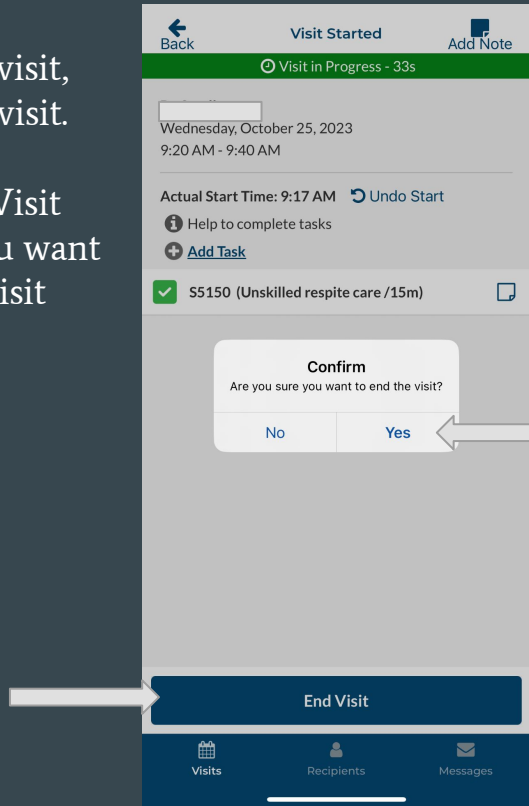 visit,
visit.
Visit
u want
isit
Back
Visit Started
Add Note
Visit in Progress - 33s
Wednesday, October 25, 2023
9:20 AM - 9:40 AM
Actual Start Time: 9:17 AM Undo Start
Help to complete tasks
Add Task
S5150 (Unskilled respite care /15m)
Confirm
Are you sure you want to end the visit?
No Yes
End Visit
Visits Recipients Messages